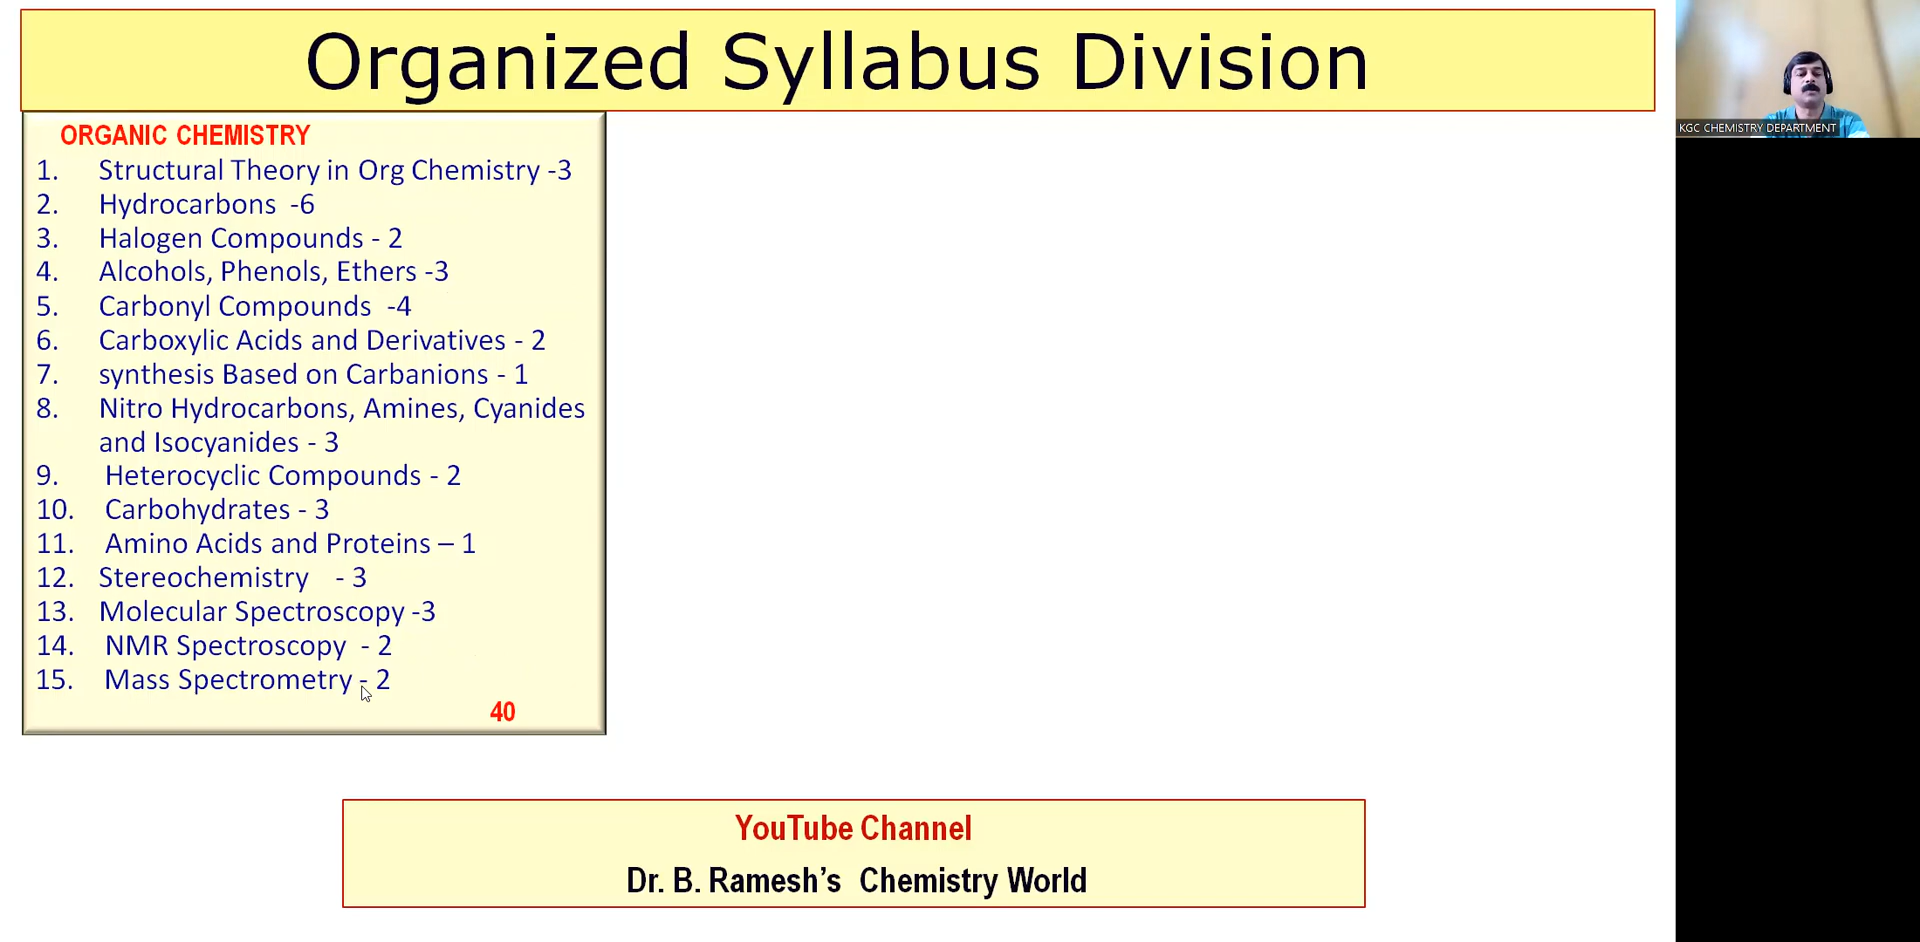 Organized Syllabus Division
KGC CHEMISTRY DEPARTMENT
ORGANIC CHEMISTRY
1. Structural Theory in Org Chemistry -3
2. Hydrocarbons -6
3. Halogen Compounds - 2
4. Alcohols, Phenols, Ethers -3
5. Carbonyl Compounds -4
6. Carboxylic Acids and Derivatives - 2
7. synthesis Based on Carbanions - 1
8. Nitro Hydrocarbons, Amines, Cyanides
and Isocyanides - 3
9. Heterocyclic Compounds - 2
10. Carbohydrates - 3
11. Amino Acids and Proteins – 1
12. Stereochemistry - 3
13. Molecular Spectroscopy -3
14. NMR Spectroscopy - 2
15. Mass Spectrometry - 2
40
YouTube Channel
Dr. B. Ramesh’s Chemistry World